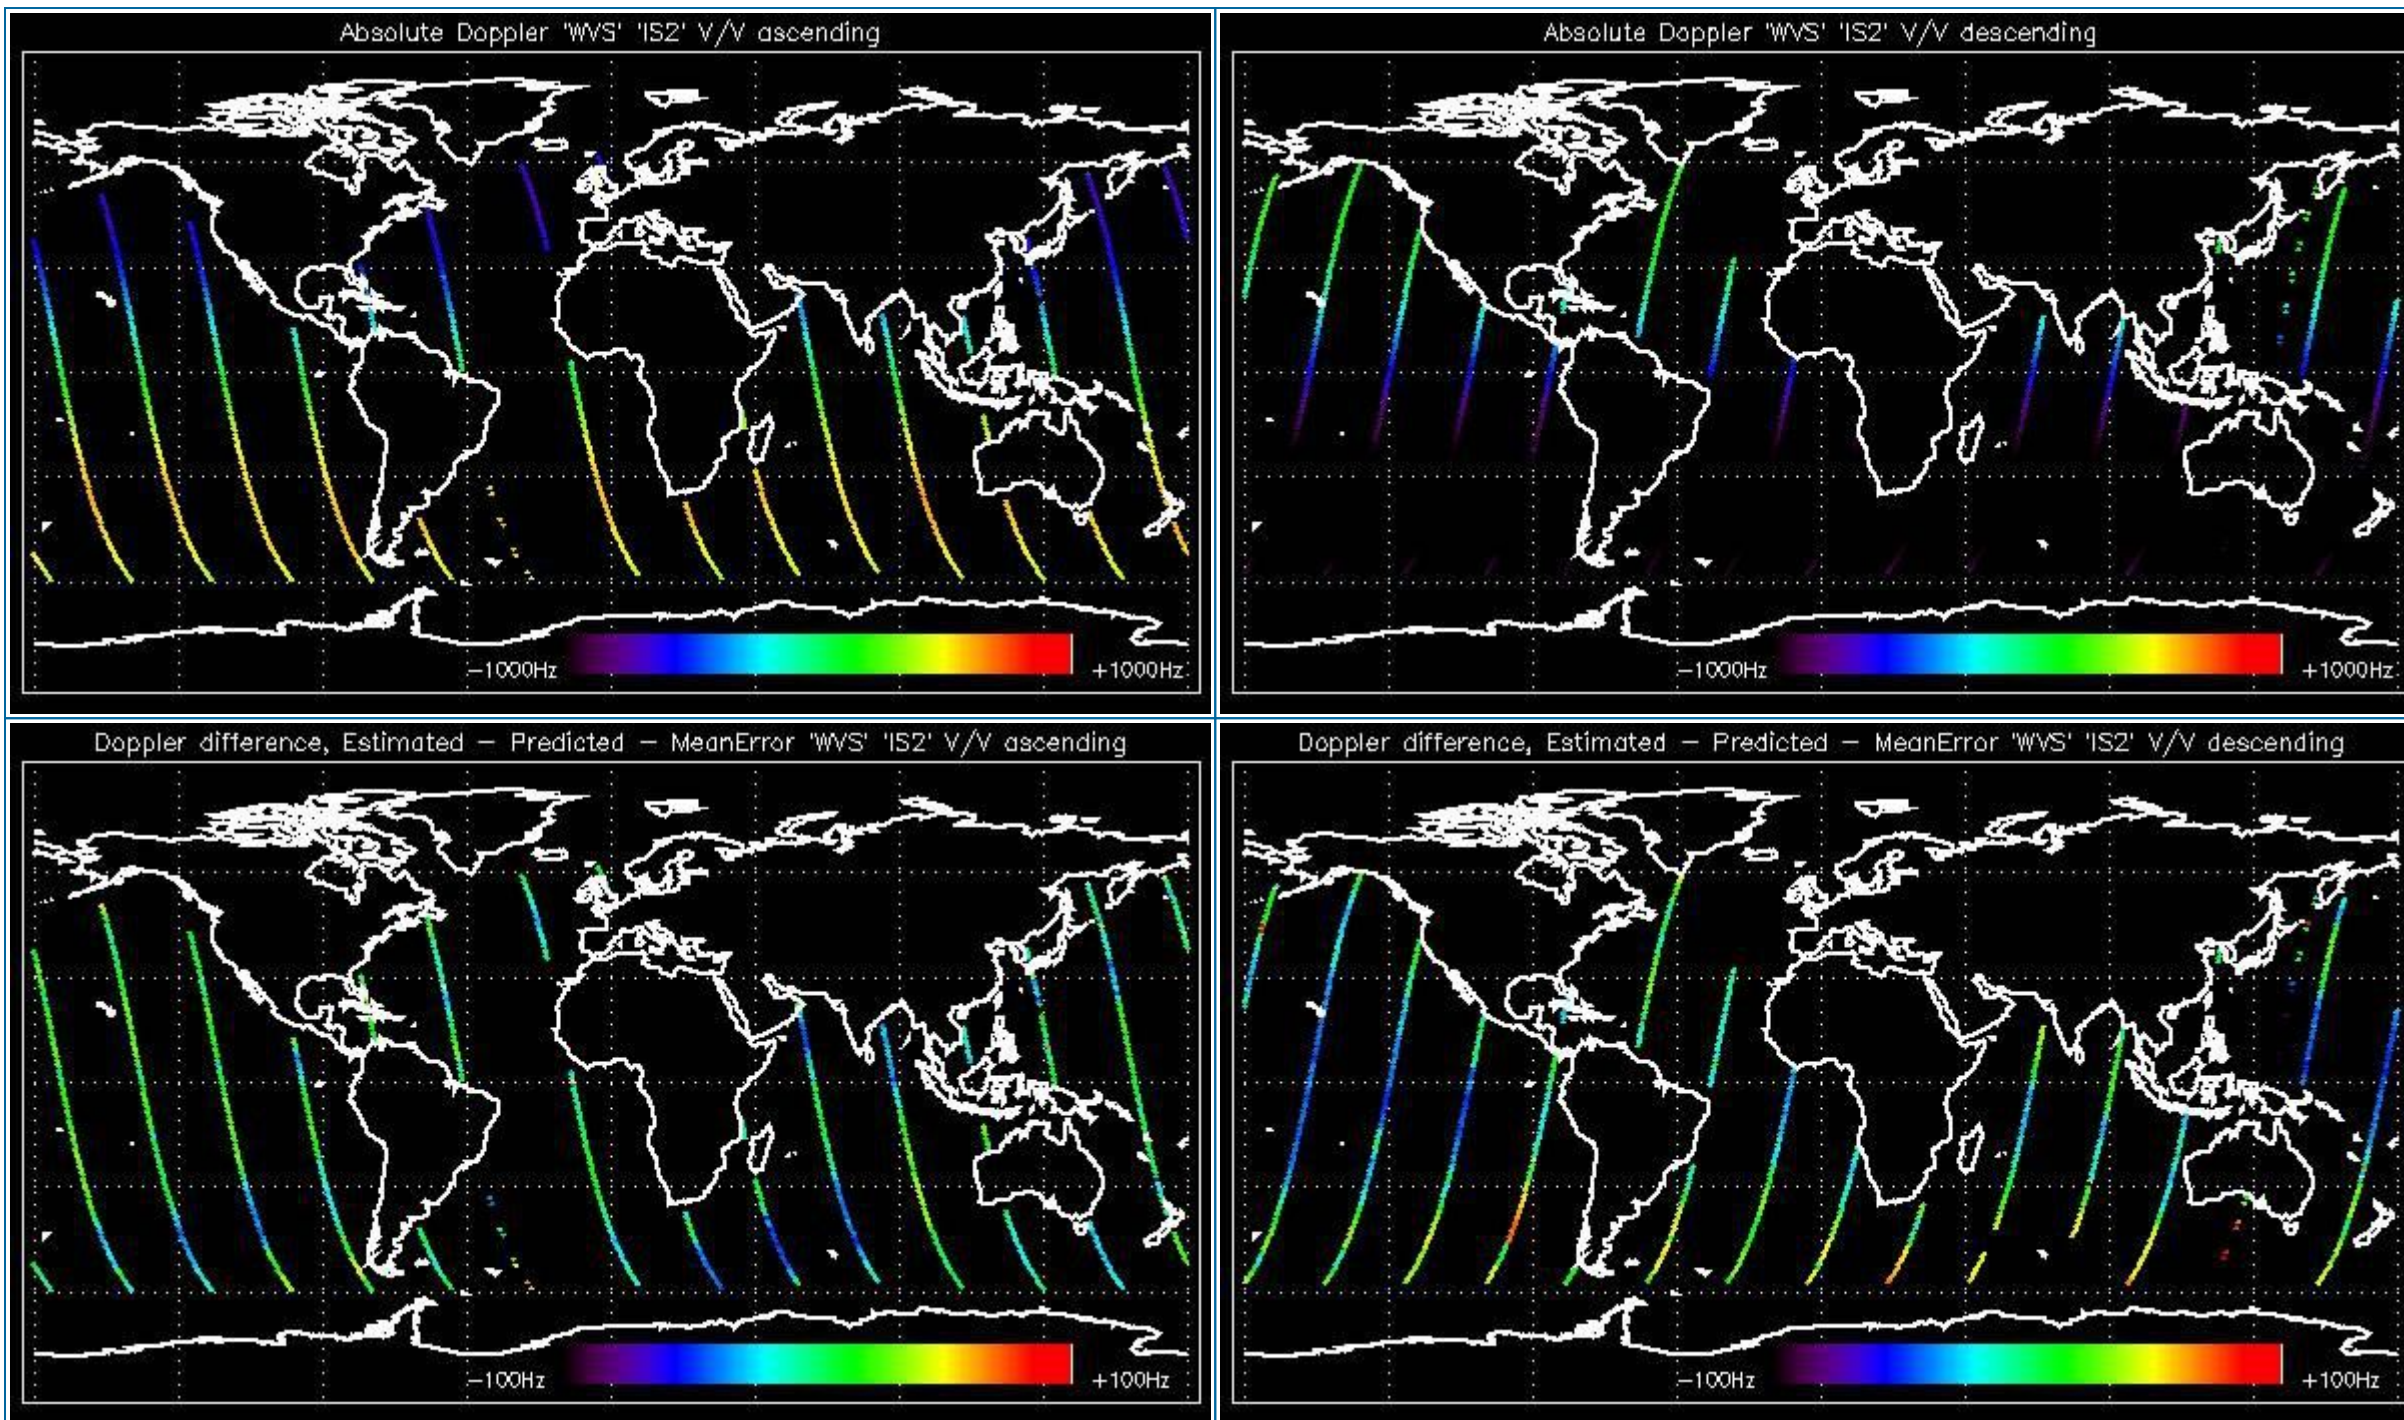 Absolute Doppler 'WVS' 'IS2' V/V ascending
-1000Hz
+1000Hz
Absolute Doppler 'WVS' 'IS2' V/V descending
-1000Hz
+1000Hz
Doppler difference, Estimated - Predicted - MeanError 'WVS' 'IS2' V/V ascending
-100Hz
+100Hz
Doppler difference, Estimated - Predicted - MeanError 'WVS' 'IS2' V/V descending
-100Hz
+100Hz